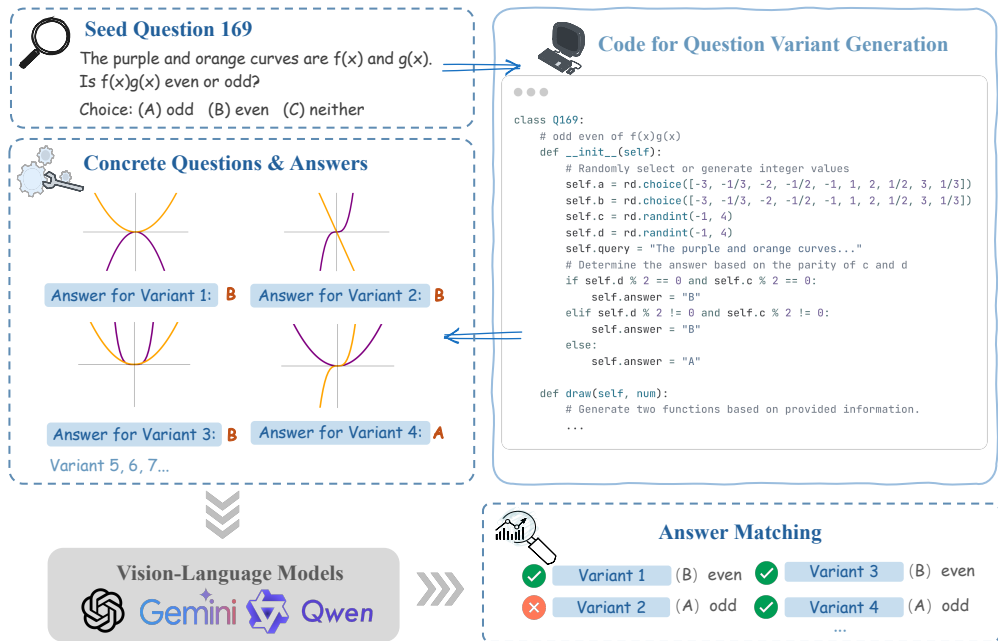 Seed Question 169
The purple and orange curves are f(x) and g(x).
Is f(x)g(x) even or odd?
Choice: (A) odd (B) even (C) neither
Code for Question Variant Generation
class Q169:
# odd even of f(x)g(x)
def __init__(self):
# Randomly select or generate integer values
self.a = rd.choice([-3, -1/3, -2, -1/2, -1, 1, 2, 1/2, 3, 1/3])
self.b = rd.choice([-3, -1/3, -2, -1/2, -1, 1, 2, 1/2, 3, 1/3])
self.c = rd.randint(-1, 4)
self.d = rd.randint(-1, 4)
self.query = "The purple and orange curves..."
# Determine the answer based on the parity of c and d
if self.d % 2 == 0 and self.c % 2 == 0:
self.answer = "B"
elif self.d % 2 != 0 and self.c % 2 != 0:
self.answer = "B"
else:
self.answer = "A"
def draw(self, num):
# Generate two functions based on provided information.
...
Concrete Questions & Answers
Answer for Variant 1: B
Answer for Variant 2: B
Answer for Variant 3: B
Answer for Variant 4: A
Variant 5, 6, 7...
Vision-Language Models
Gemini
Qwen
Answer Matching
Variant 1 (B) even
Variant 3 (B) even
Variant 2 (A) odd
Variant 4 (A) odd
...